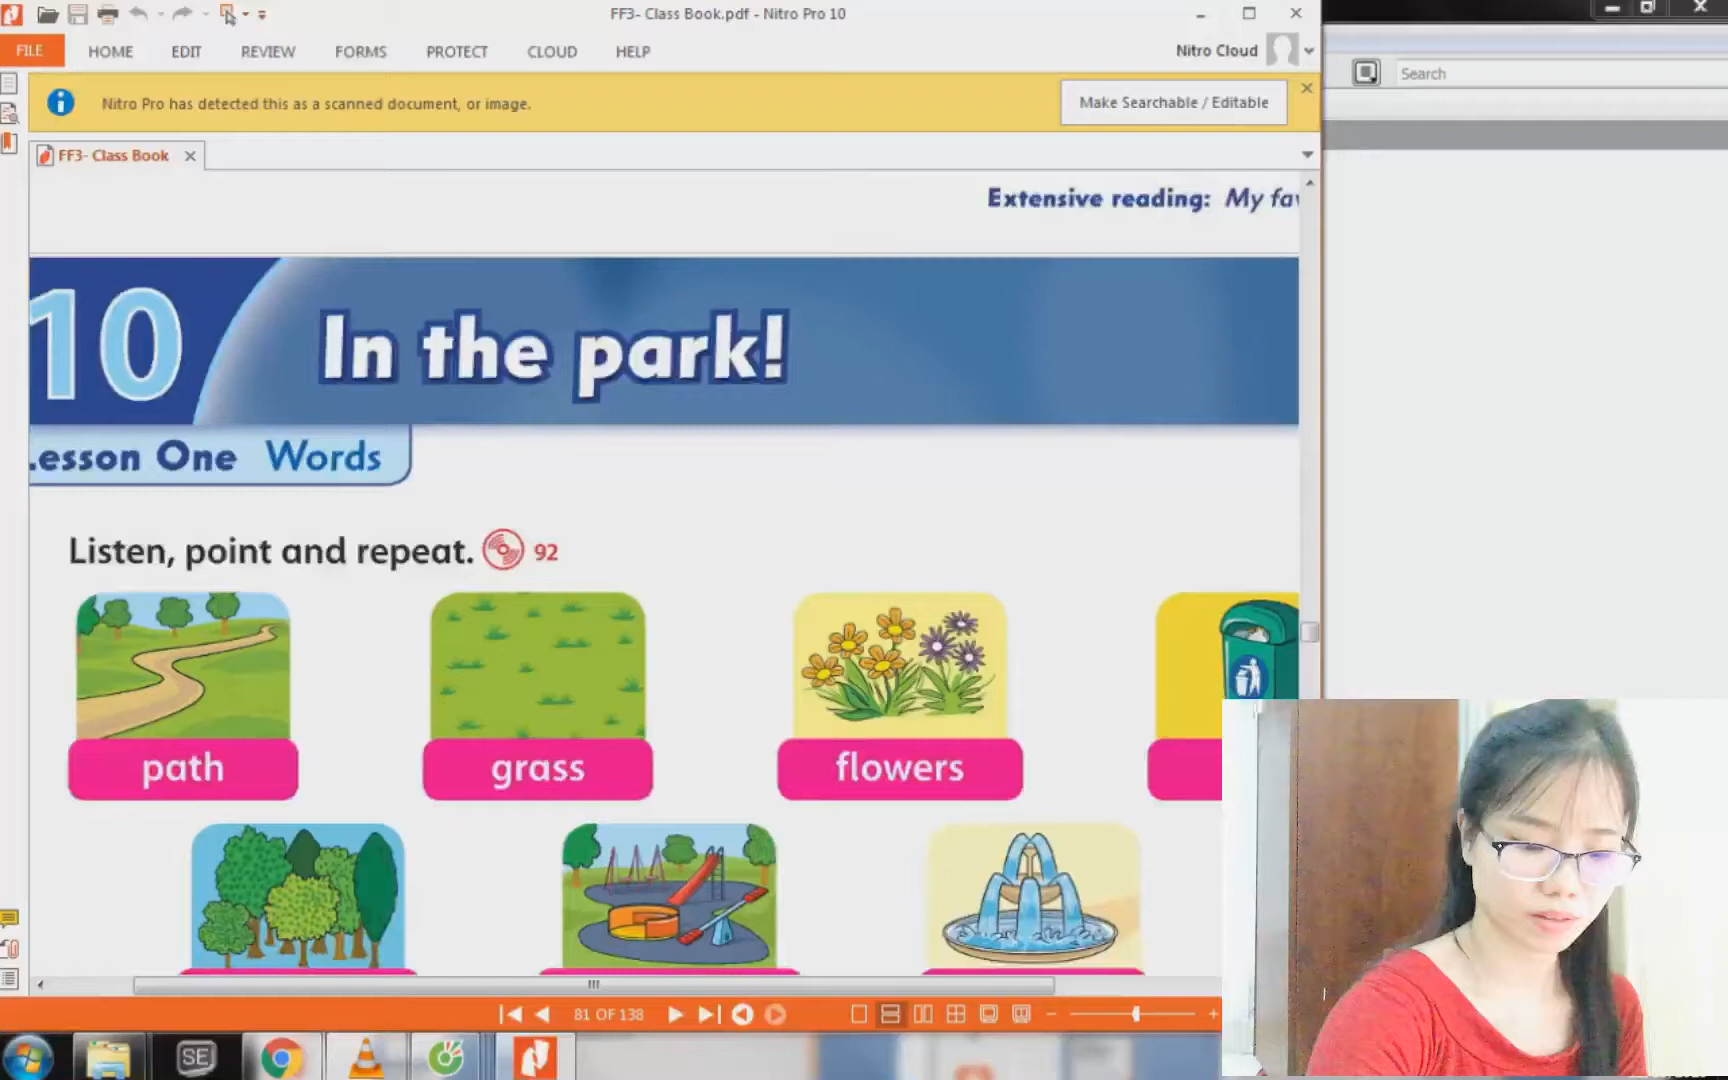 FF3- Class Book.pdf - Nitro Pro 10
FILE HOME EDIT REVIEW FORMS PROTECT CLOUD HELP
Nitro Cloud
Search
Nitro Pro has detected this as a scanned document, or image.
Make Searchable / Editable
FF3- Class Book
Extensive reading: My fav
10 In the park!
Lesson One Words
Listen, point and repeat. 92
path
grass
flowers
81 OF 138
SE